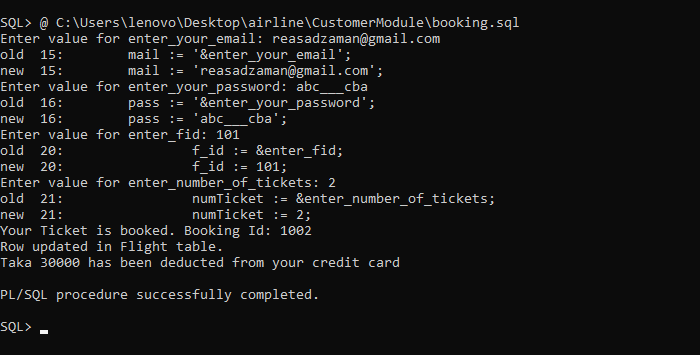 SQL> @ C:\Users\lenovo\Desktop\airline\CustomerModule\booking.sql
Enter value for enter_your_email: reasadzaman@gmail.com
old  15:        mail := '&enter_your_email';
new  15:        mail := 'reasadzaman@gmail.com';
Enter value for enter_your_password: abc___cba
old  16:        pass := '&enter_your_password';
new  16:        pass := 'abc___cba';
Enter value for enter_fid: 101
old  20:                f_id := &enter_fid;
new  20:                f_id := 101;
Enter value for enter_number_of_tickets: 2
old  21:                numTicket := &enter_number_of_tickets;
new  21:                numTicket := 2;
Your Ticket is booked. Booking Id: 1002
Row updated in Flight table.
Taka 30000 has been deducted from your credit card
PL/SQL procedure successfully completed.
SQL>